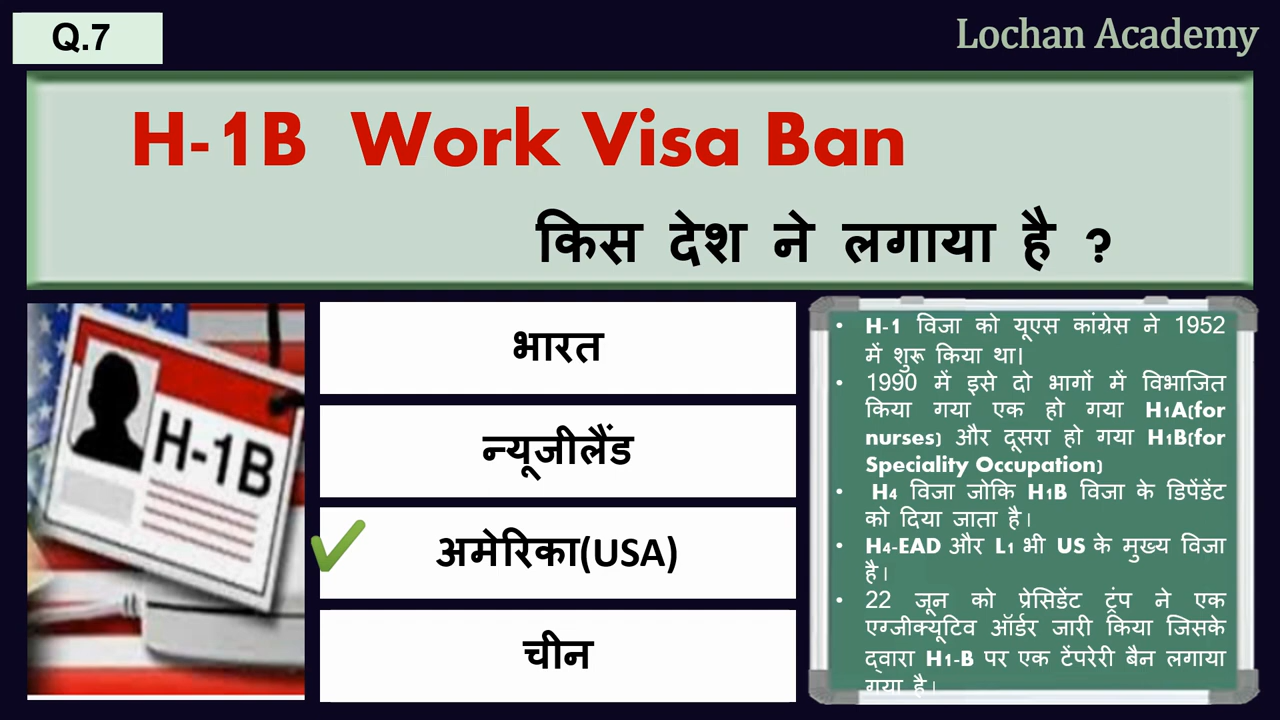 Q.7
Lochan Academy
H-1B Work Visa Ban
किस देश ने लगाया है ?
H-1B
भारत
न्यूजीलैंड
अमेरिका(USA)
चीन
• H-1 विजा को यूएस कांग्रेस ने 1952
में शुरू किया था।
• 1990 में इसे दो भागों में विभाजित
किया गया एक हो गया H1A(for
nurses) और दूसरा हो गया H1B(for
Speciality Occupation)
• H4 विजा जोकि H1B विजा के डिपेंडेंट
को दिया जाता है।
• H4-EAD और L1 भी US के मुख्य विजा
है।
• 22 जून को प्रेसिडेंट ट्रंप ने एक
एग्जीक्यूटिव ऑर्डर जारी किया जिसके
द्वारा H1-B पर एक टेंपरेरी बैन लगाया
गया है।